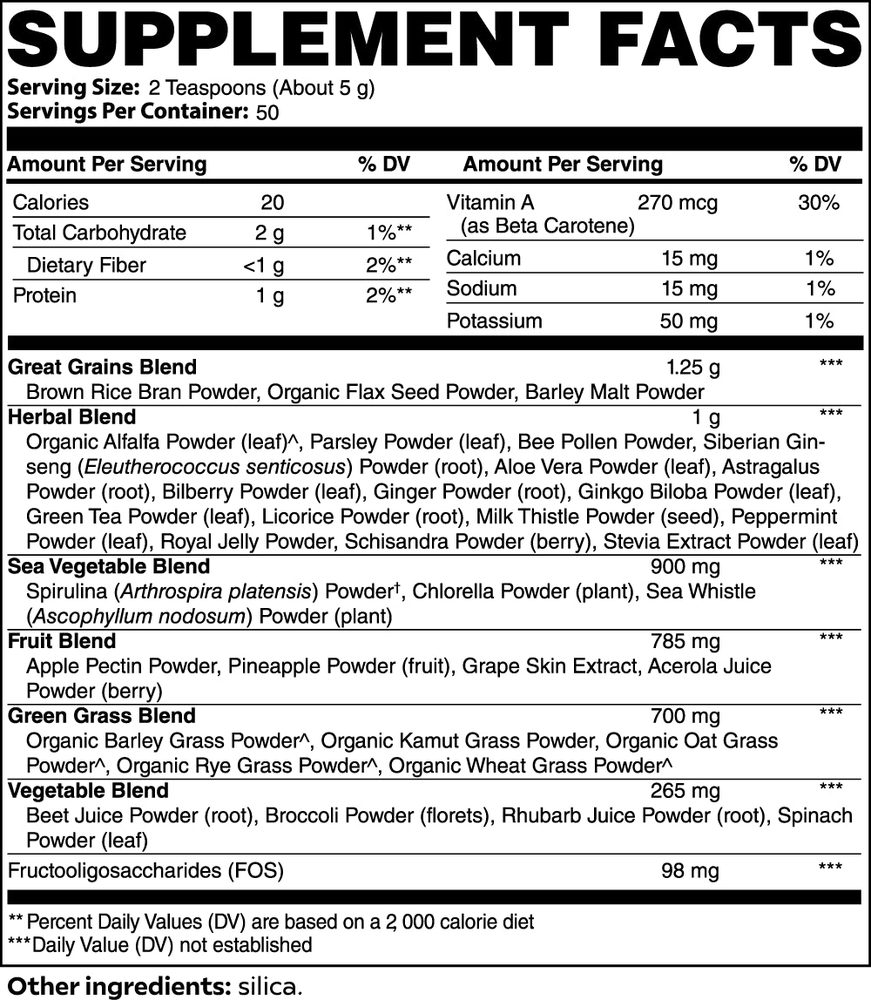 SUPPLEMENT FACTS
Serving Size: 2 Teaspoons (About 5 g)
Servings Per Container: 50
Amount Per Serving % DV Amount Per Serving % DV
Calories 20
Total Carbohydrate 2 g 1%**
Dietary Fiber <1 g 2%**
Protein 1 g 2%**
Vitamin A 270 mcg 30%
(as Beta Carotene)
Calcium 15 mg 1%
Sodium 15 mg 1%
Potassium 50 mg 1%
Great Grains Blend 1.25 g ***
Brown Rice Bran Powder, Organic Flax Seed Powder, Barley Malt Powder
Herbal Blend 1 g ***
Organic Alfalfa Powder (leaf)^, Parsley Powder (leaf), Bee Pollen Powder, Siberian Gin-
seng (Eleutherococcus senticosus) Powder (root), Aloe Vera Powder (leaf), Astragalus
Powder (root), Bilberry Powder (leaf), Ginger Powder (root), Ginkgo Biloba Powder (leaf),
Green Tea Powder (leaf), Licorice Powder (root), Milk Thistle Powder (seed), Peppermint
Powder (leaf), Royal Jelly Powder, Schisandra Powder (berry), Stevia Extract Powder (leaf)
Sea Vegetable Blend 900 mg ***
Spirulina (Arthrospira platensis) Powder†, Chlorella Powder (plant), Sea Whistle
(Ascophyllum nodosum) Powder (plant)
Fruit Blend 785 mg ***
Apple Pectin Powder, Pineapple Powder (fruit), Grape Skin Extract, Acerola Juice
Powder (berry)
Green Grass Blend 700 mg ***
Organic Barley Grass Powder^, Organic Kamut Grass Powder, Organic Oat Grass
Powder^, Organic Rye Grass Powder^, Organic Wheat Grass Powder^
Vegetable Blend 265 mg ***
Beet Juice Powder (root), Broccoli Powder (florets), Rhubarb Juice Powder (root), Spinach
Powder (leaf)
Fructooligosaccharides (FOS) 98 mg ***
** Percent Daily Values (DV) are based on a 2,000 calorie diet
*** Daily Value (DV) not established
Other ingredients: silica.